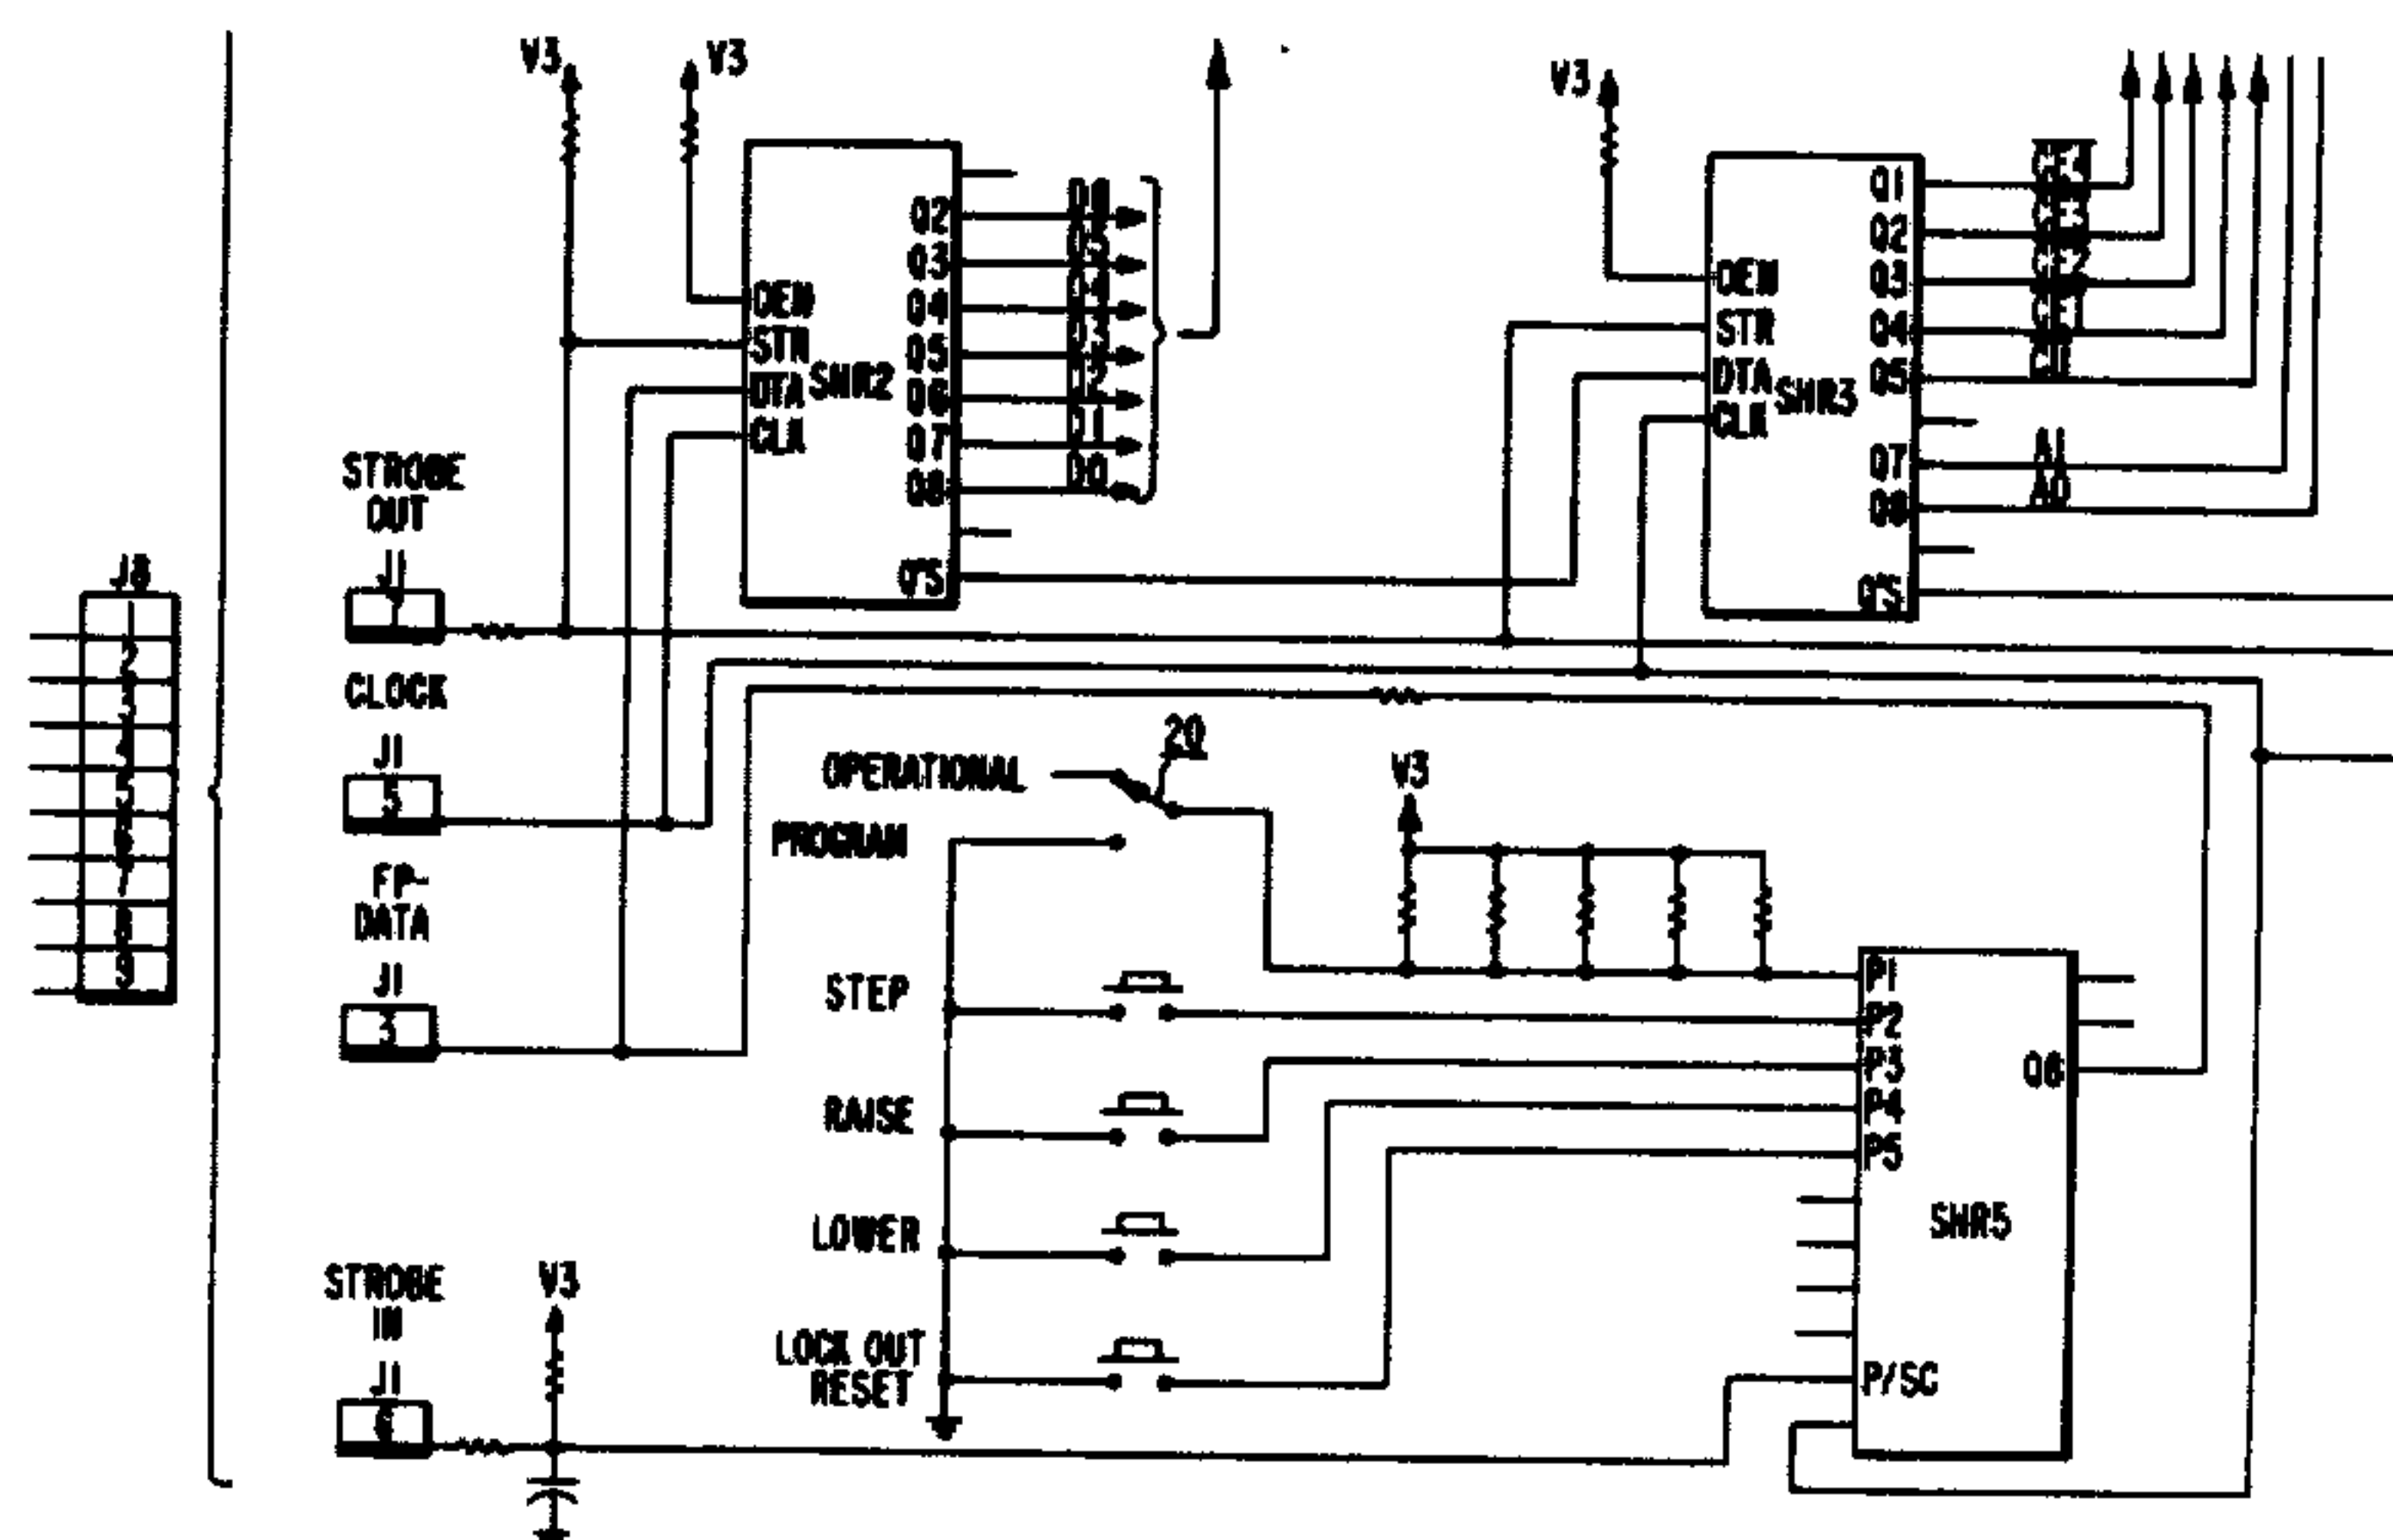 V3
V3
V3
Q2
Q3
Q4
Q5
Q6
Q7
Q8
Q'S
OEN
STR
DTA
CLK
SHR2
D6
D5
D4
D3
D2
D1
D0
Q1
Q2
Q3
Q4
Q5
Q7
Q8
Q'S
OEN
STR
DTA
CLK
SHR3
CE4
CE3
CE2
CE1
A1
A0
STROBE
OUT
J1
1
J8
1
2
3
4
5
6
7
8
9
CLOCK
J1
5
FP-
DATA
J1
3
20
OPERATIONAL
PROGRAM
V3
STEP
RAISE
LOWER
LOCK OUT
RESET
P1
P2
P3
P4
P5
Q8
SHR5
P/SC
STROBE
IN
J1
6
V3